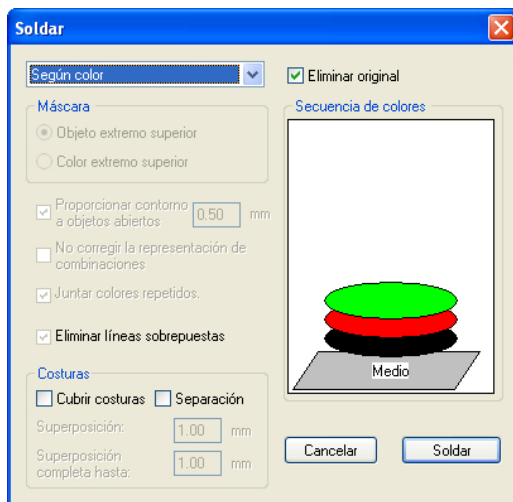 Soldar
Según color
Eliminar original
Máscara
Objeto extremo superior
Color extremo superior
Proporcionar contorno
a objetos abiertos
0.50 mm
No corregir la representación de
combinaciones
Juntar colores repetidos.
Eliminar líneas sobrepuestas
Costuras
Cubrir costuras Separación
Superposición: 1.00 mm
Superposición
completa hasta: 1.00 mm
Secuencia de colores
Medio
Cancelar Soldar